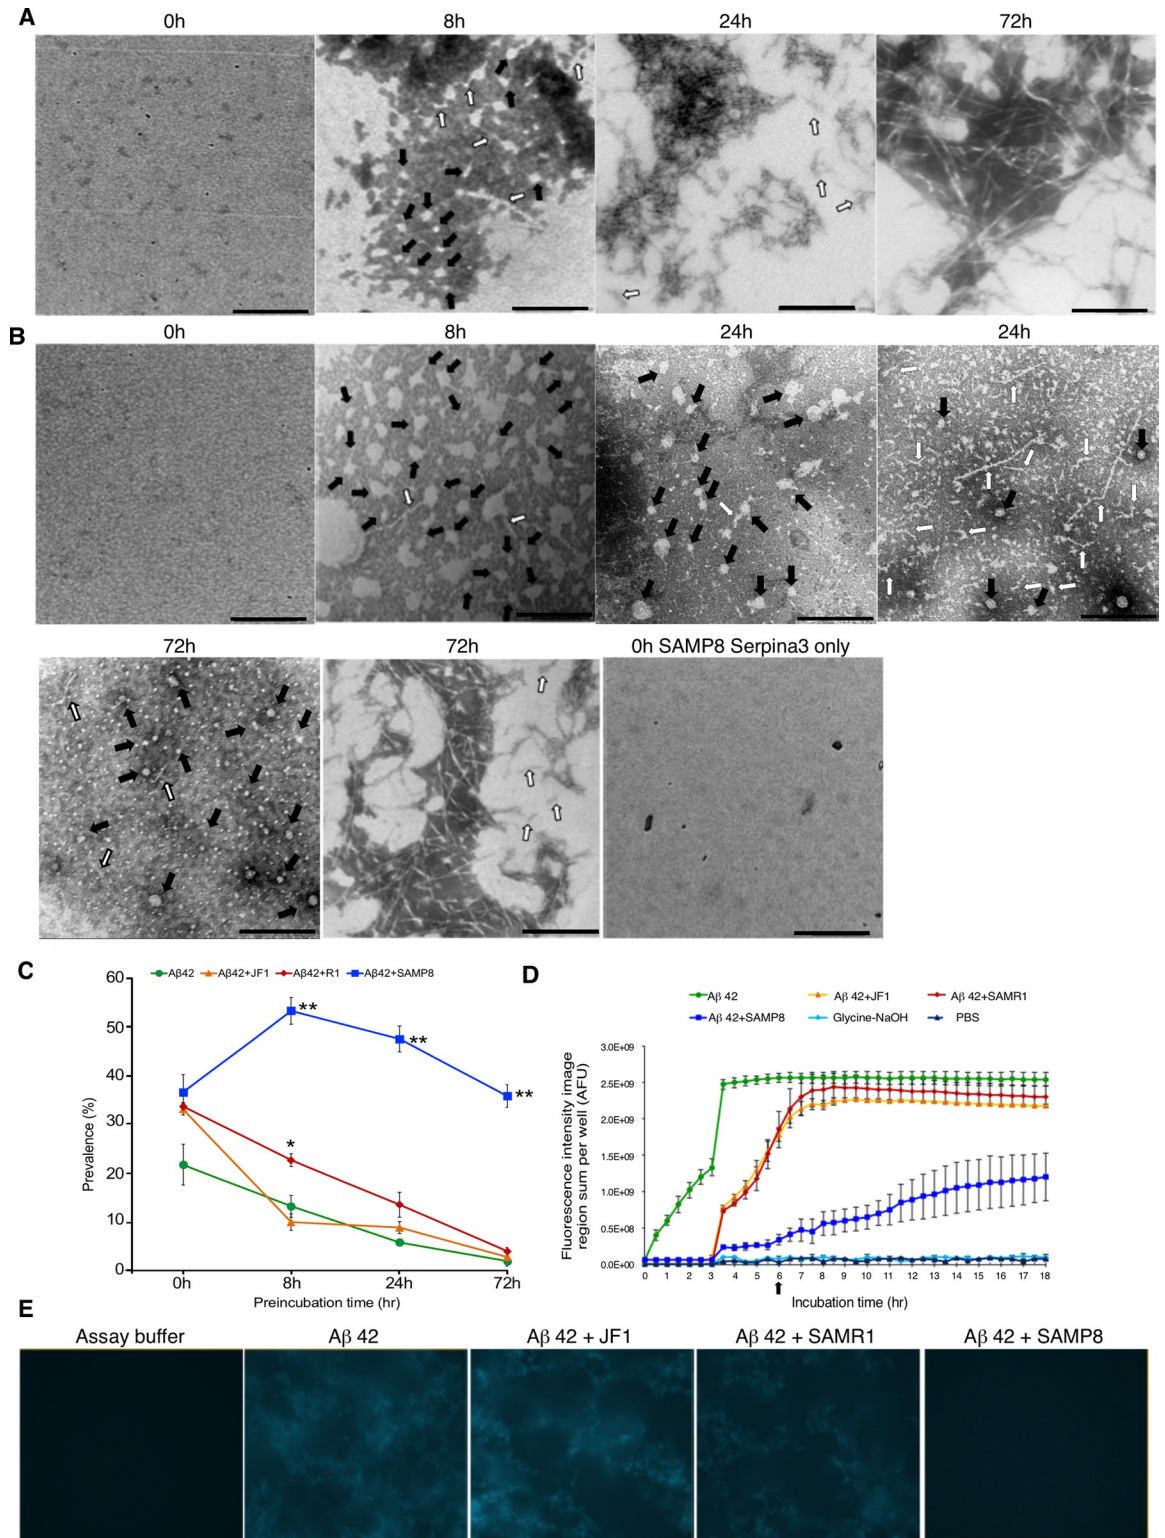 A
0h 8h 24h 72h
B
0h 8h 24h 24h
72h 72h 0h SAMP8 Serpina3 only
C
Aβ42 Aβ42+JF1 Aβ42+R1 Aβ42+SAMP8
60
50
40
30
20
10
0
Prevalence (%)
**
**
**
*
0h 8h 24h 72h
Preincubation time (hr)
D
Aβ 42 Aβ 42+JF1 Aβ 42+SAMR1
Aβ 42+SAMP8 Glycine-NaOH PBS
3.0E+09
2.5E+09
2.0E+09
1.5E+09
1.0E+09
0.5E+08
0.0E+00
Fluorescence intensity image
region sum per well (AFU)
0 1 2 3 4 5 6 7 8 9 10 11 12 13 14 15 16 17 18
Incubation time (hr)
E
Assay buffer Aβ 42 Aβ 42 + JF1 Aβ 42 + SAMR1 Aβ 42 + SAMP8